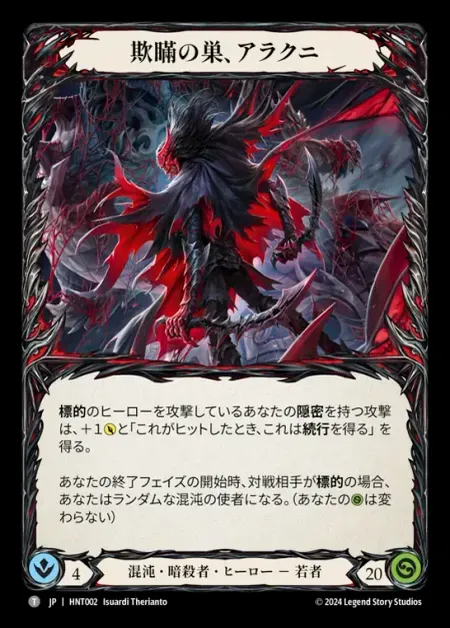 欺瞞の巣、アラクニ
標的のヒーローを攻撃しているあなたの隠密を持つ攻撃
は、＋1と「これがヒットしたとき、これは続行を得る」を
得る。
あなたの終了フェイズの開始時、対戦相手が標的の場合、
あなたはランダムな混沌の使者になる。（あなたのは変
わらない）
4
混沌・暗殺者・ヒーロー － 若者
20
T JP | HNT002 Isuardi Therianto
© 2024 Legend Story Studios